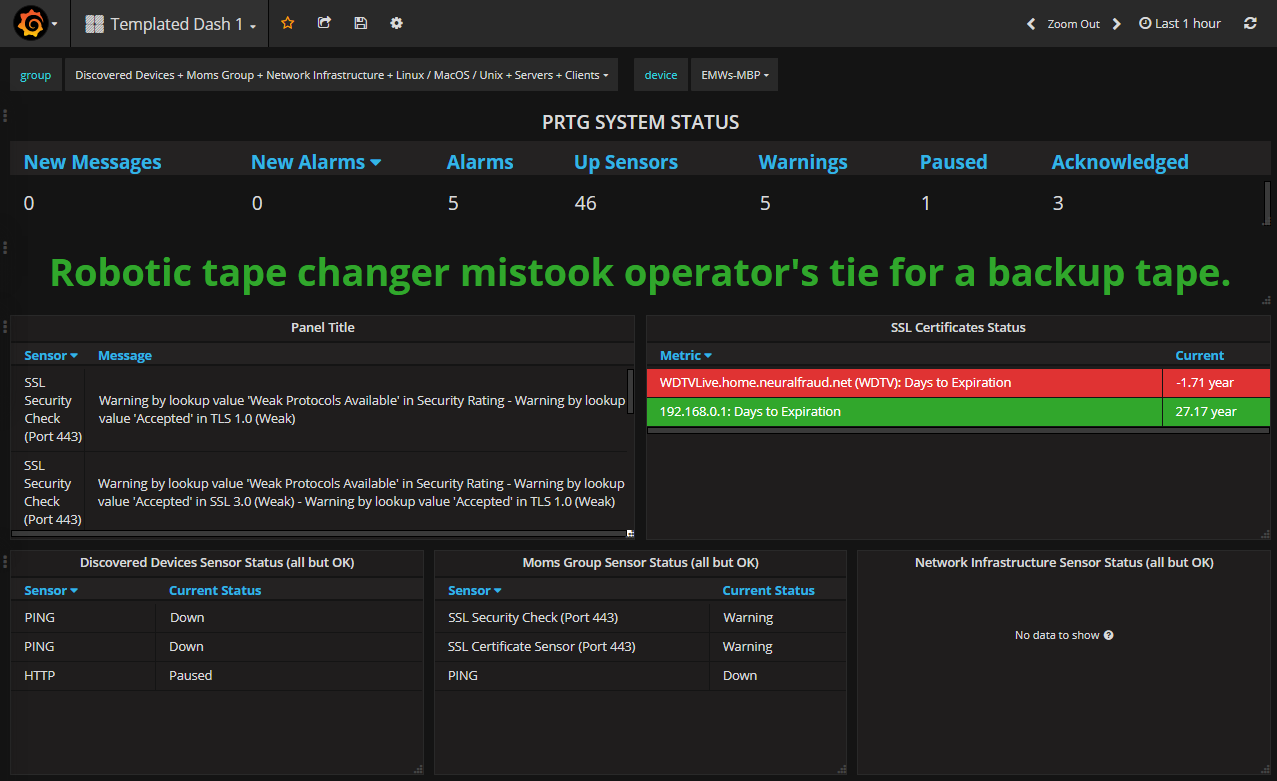 Templated Dash 1
Zoom Out
Last 1 hour
group
Discovered Devices + Moms Group + Network Infrastructure + Linux / MacOS / Unix + Servers + Clients
device
EMWs-MBP
PRTG SYSTEM STATUS
New Messages New Alarms Alarms Up Sensors Warnings Paused Acknowledged
0 0 5 46 5 1 3
Robotic tape changer mistook operator's tie for a backup tape.
Panel Title
Sensor Message
SSL
Security
Check
(Port 443)
Warning by lookup value 'Weak Protocols Available' in Security Rating - Warning by lookup
value 'Accepted' in TLS 1.0 (Weak)
SSL
Security
Check
(Port 443)
Warning by lookup value 'Weak Protocols Available' in Security Rating - Warning by lookup
value 'Accepted' in SSL 3.0 (Weak) - Warning by lookup value 'Accepted' in TLS 1.0 (Weak)
SSL Certificates Status
Metric Current
WDTVLive.home.neuralfraud.net (WDTV): Days to Expiration -1.71 year
192.168.0.1: Days to Expiration 27.17 year
Discovered Devices Sensor Status (all but OK)
Sensor Current Status
PING Down
PING Down
HTTP Paused
Moms Group Sensor Status (all but OK)
Sensor Current Status
SSL Security Check (Port 443) Warning
SSL Certificate Sensor (Port 443) Warning
PING Down
Network Infrastructure Sensor Status (all but OK)
No data to show